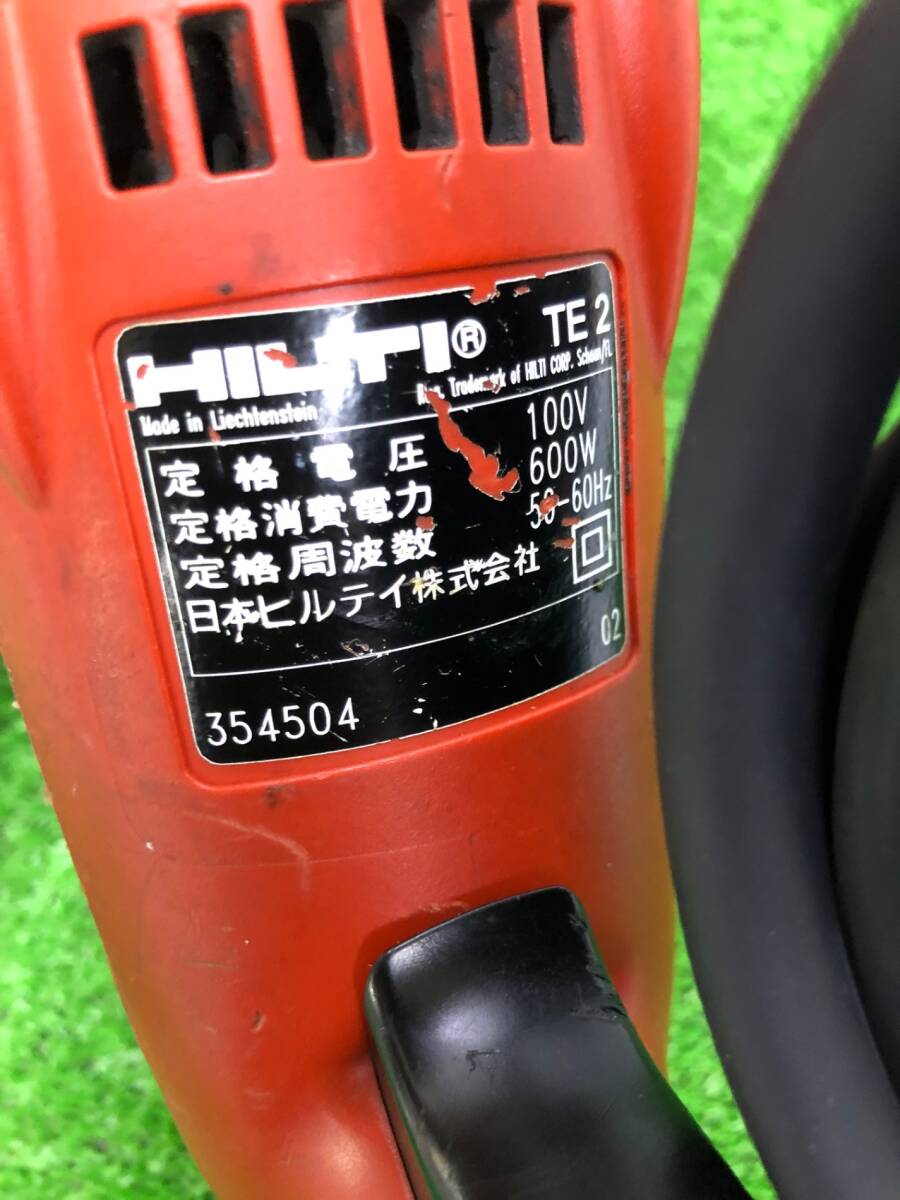 HILTI® TE 2
Made in Liechtenstein Reg. Trademark of HILTI CORP. Schaan/FL
定格電圧 100V
定格消費電力 600W
定格周波数 50-60Hz
日本ヒルテイ株式会社
02
354504